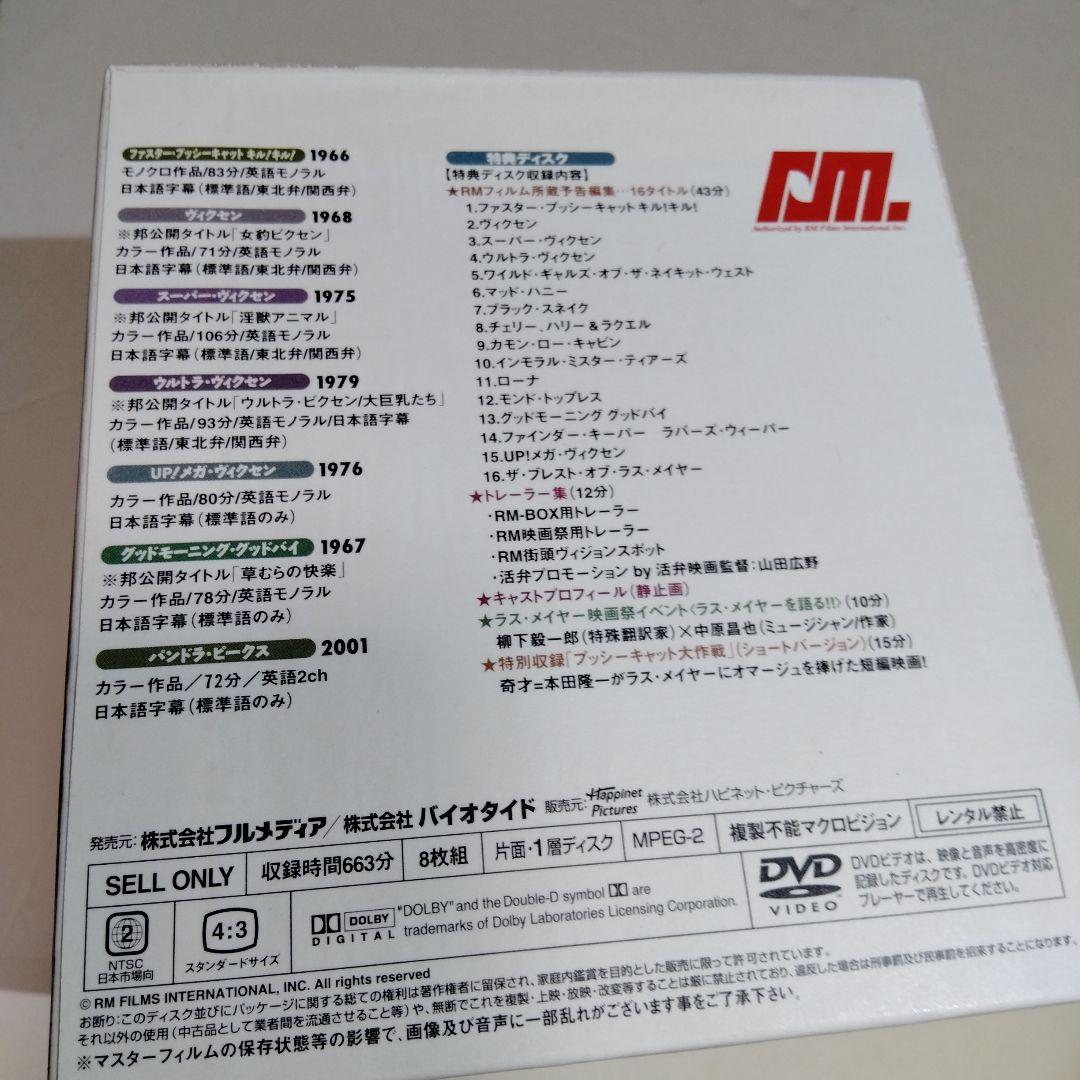 ファスター・プッシーキャット キル!キル! 1966
モノクロ作品/83分/英語モノラル
日本語字幕(標準語/東北弁/関西弁)
ヴィクセン 1968
※邦公開タイトル「女豹ビクセン」
カラー作品/71分/英語モノラル
日本語字幕(標準語/東北弁/関西弁)
スーパー・ヴィクセン 1975
※邦公開タイトル「淫獣アニマル」
カラー作品/106分/英語モノラル
日本語字幕(標準語/東北弁/関西弁)
ウルトラ・ヴィクセン 1979
※邦公開タイトル「ウルトラ・ビクセン/大巨乳たち」
カラー作品/93分/英語モノラル/日本語字幕
(標準語/東北弁/関西弁)
UP!メガ・ヴィクセン 1976
カラー作品/80分/英語モノラル
日本語字幕(標準語のみ)
グッドモーニング・グッドバイ 1967
※邦公開タイトル「草むらの快楽」
カラー作品/78分/英語モノラル
日本語字幕(標準語のみ)
パンドラ・ピークス 2001
カラー作品/72分/英語2ch
日本語字幕(標準語のみ)
特典ディスク
【特典ディスク収録内容】
★RMフィルム所蔵予告編集…16タイトル(43分)
1.ファスター・プッシーキャットキル!キル!
2.ヴィクセン
3.スーパー・ヴィクセン
4.ウルトラ・ヴィクセン
5.ワイルド・ギャルズ・オブ・ザ・ネイキット・ウェスト
6.マッド・ハニー
7.ブラック・スネイク
8.チェリー、ハリー&ラクエル
9.カモン・ロー・キャビン
10.インモラル・ミスター・ティアーズ
11.ローナ
12.モンド・トップレス
13.グッドモーニング グッドバイ
14.ファインダー・キーパー ラバーズ・ウィーパー
15.UP!メガ・ヴィクセン
16.ザ・ブレスト・オブ・ラス・メイヤー
★トレーラー集(12分)
・RM-BOX用トレーラー
・RM映画祭用トレーラー
・RM街頭ヴィジョンスポット
・活弁プロモーション by 活弁映画監督:山田広野
★キャストプロフィール(静止画)
★ラス・メイヤー映画祭イベント<ラス・メイヤーを語る!!>(10分)
柳下毅一郎(特殊翻訳家)×中原昌也(ミュージシャン/作家)
★特別収録「プッシーキャット大作戦」(ショートバージョン)(15分)
奇才=本田隆一がラス・メイヤーにオマージュを捧げた短編映画!
RM.
Authorized by RM Films International Inc.
発売元:株式会社フルメディア/株式会社バイオタイド 販売元:Happinet Pictures 株式会社ハピネット・ピクチャーズ
SELL ONLY 収録時間663分 8枚組 片面・1層ディスク MPEG-2 複製不能マクロビジョン レンタル禁止
2
NTSC
日本市場向
4:3
スタンダードサイズ
DOLBY
DIGITAL
"DOLBY" and the Double-D symbol are
trademarks of Dolby Laboratories Licensing Corporation.
DVD
VIDEO
DVDビデオは、映像と音声を高密度に
記録したディスクです。DVDビデオ対応
プレーヤーで再生してください。
© RM FILMS INTERNATIONAL, INC. All rights reserved
お断り:このディスク並びにパッケージに関する総ての権利は著作権者に留保され、家庭内鑑賞を目的とした販売に限って許可されています。
それ以外の使用(中古品として業者間を流通させること等)や、無断でこれを複製・上映・放映・改変等することは厳に禁止されており、違反した場合は刑事罰及び民事罰を招来することになります。
※マスターフィルムの保存状態等の影響で、画像及び音声に一部乱れがございます事をご了承下さい。